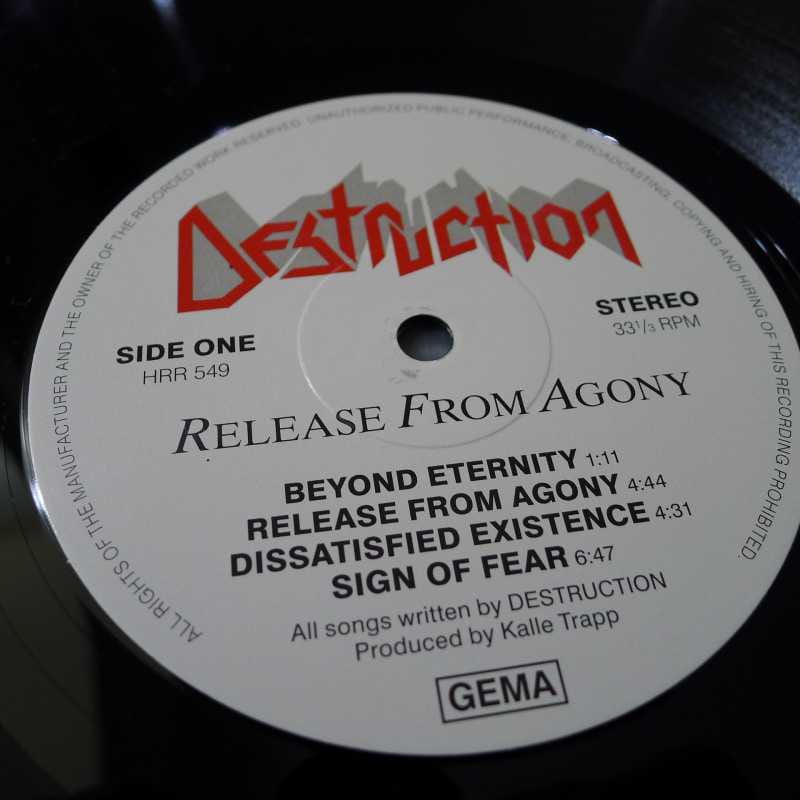 ALL RIGHTS OF THE MANUFACTURER AND THE OWNER OF THE RECORDED WORK RESERVED. UNAUTHORIZED PUBLIC PERFORMANCE, BROADCASTING, COPYING AND HIRING OF THIS RECORDING PROHIBITED.
DESTRUCTION
SIDE ONE
HRR 549
STEREO
33 1/3 RPM
RELEASE FROM AGONY
BEYOND ETERNITY 1:11
RELEASE FROM AGONY 4:44
DISSATISFIED EXISTENCE 4:31
SIGN OF FEAR 6:47
All songs written by DESTRUCTION
Produced by Kalle Trapp
GEMA